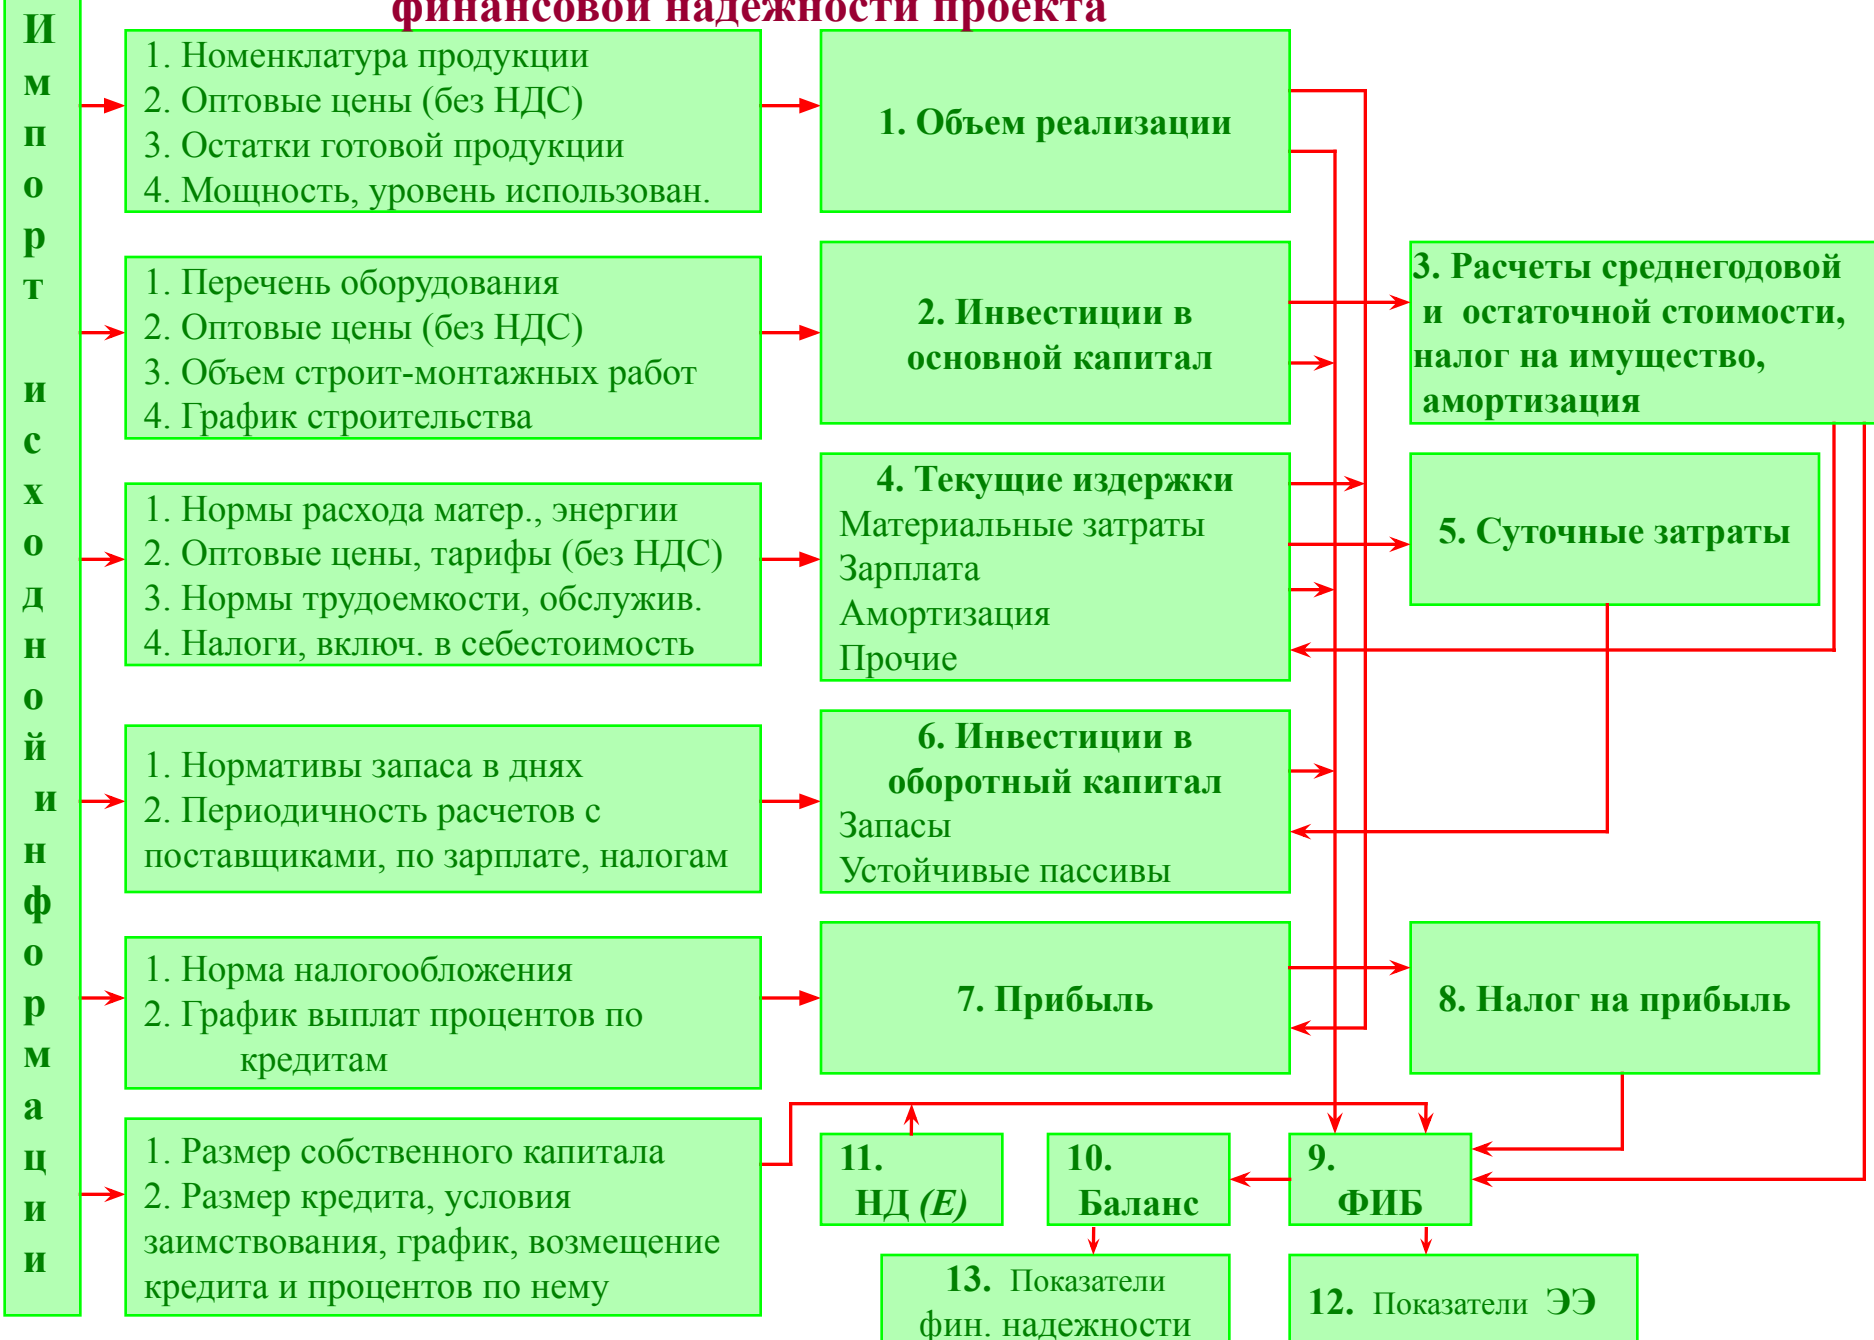 финансовой надежности проекта
Импорт исходной информации
1. Номенклатура продукции
2. Оптовые цены (без НДС)
3. Остатки готовой продукции
4. Мощность, уровень использован.
1. Объем реализации
1. Перечень оборудования
2. Оптовые цены (без НДС)
3. Объем строит-монтажных работ
4. График строительства
2. Инвестиции в
основной капитал
3. Расчеты среднегодовой
и остаточной стоимости,
налог на имущество,
амортизация
1. Нормы расхода матер., энергии
2. Оптовые цены, тарифы (без НДС)
3. Нормы трудоемкости, обслужив.
4. Налоги, включ. в себестоимость
4. Текущие издержки
Материальные затраты
Зарплата
Амортизация
Прочие
5. Суточные затраты
1. Нормативы запаса в днях
2. Периодичность расчетов с
поставщиками, по зарплате, налогам
6. Инвестиции в
оборотный капитал
Запасы
Устойчивые пассивы
1. Норма налогообложения
2. График выплат процентов по
кредитам
7. Прибыль
8. Налог на прибыль
1. Размер собственного капитала
2. Размер кредита, условия
заимствования, график, возмещение
кредита и процентов по нему
11.
НД (E)
10.
Баланс
9.
ФИБ
13. Показатели
фин. надежности
12. Показатели ЭЭ